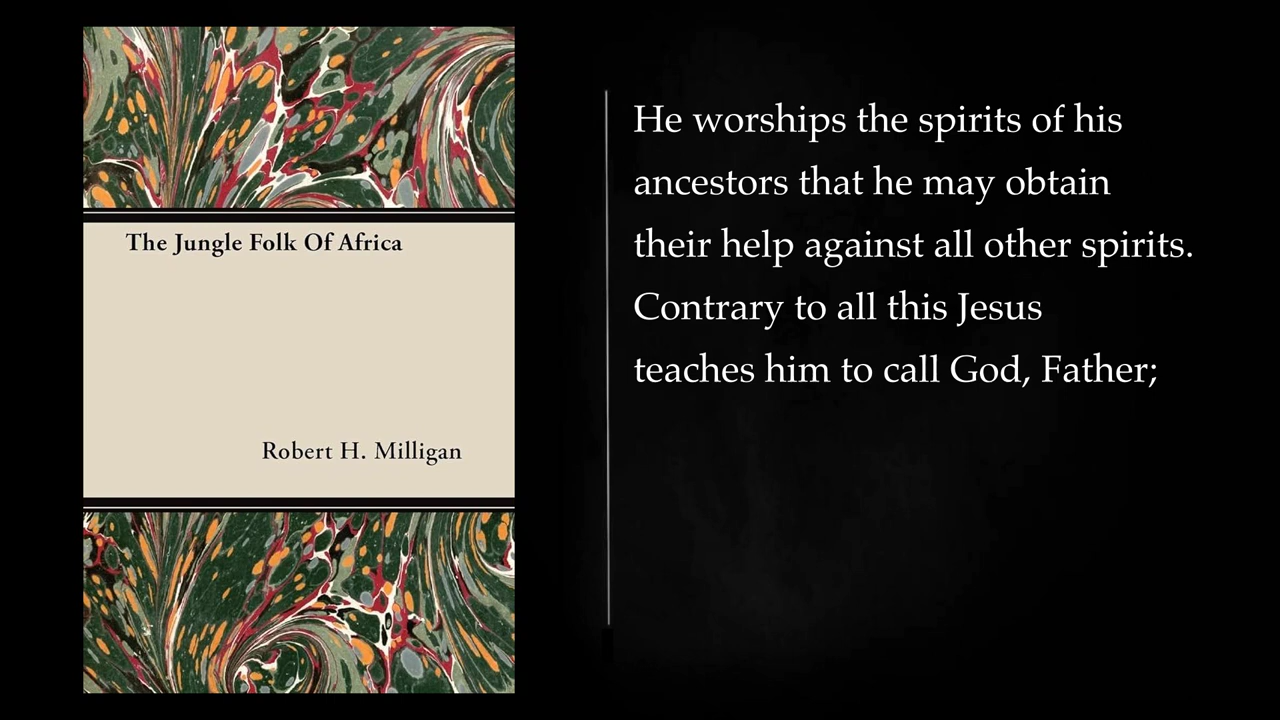 The Jungle Folk Of Africa
Robert H. Milligan
He worships the spirits of his
ancestors that he may obtain
their help against all other spirits.
Contrary to all this Jesus
teaches him to call God, Father;